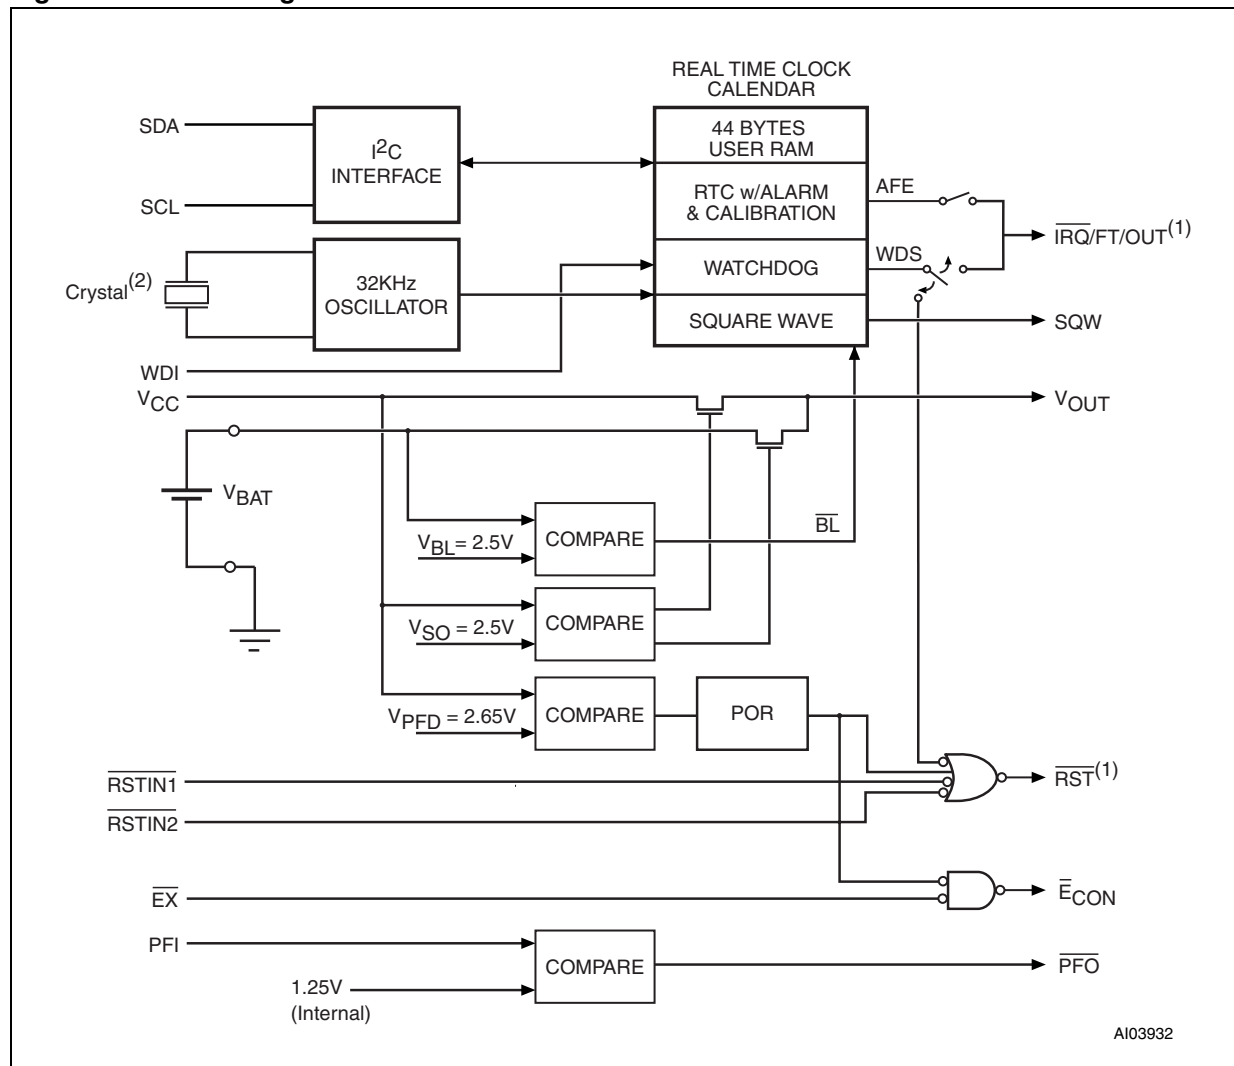 REAL TIME CLOCK
CALENDAR
SDA
SCL
I2C
INTERFACE
44 BYTES
USER RAM
RTC w/ALARM
& CALIBRATION
AFE
IRQ/FT/OUT(1)
WATCHDOG
WDS
Crystal(2)
32KHz
OSCILLATOR
SQUARE WAVE
SQW
WDI
VCC
VOUT
VBAT
VBL= 2.5V
COMPARE
BL
VSO = 2.5V
COMPARE
VPFD = 2.65V
COMPARE
POR
RSTIN1
RST(1)
RSTIN2
EX
ECON
PFI
COMPARE
PFO
1.25V
(Internal)
AI03932